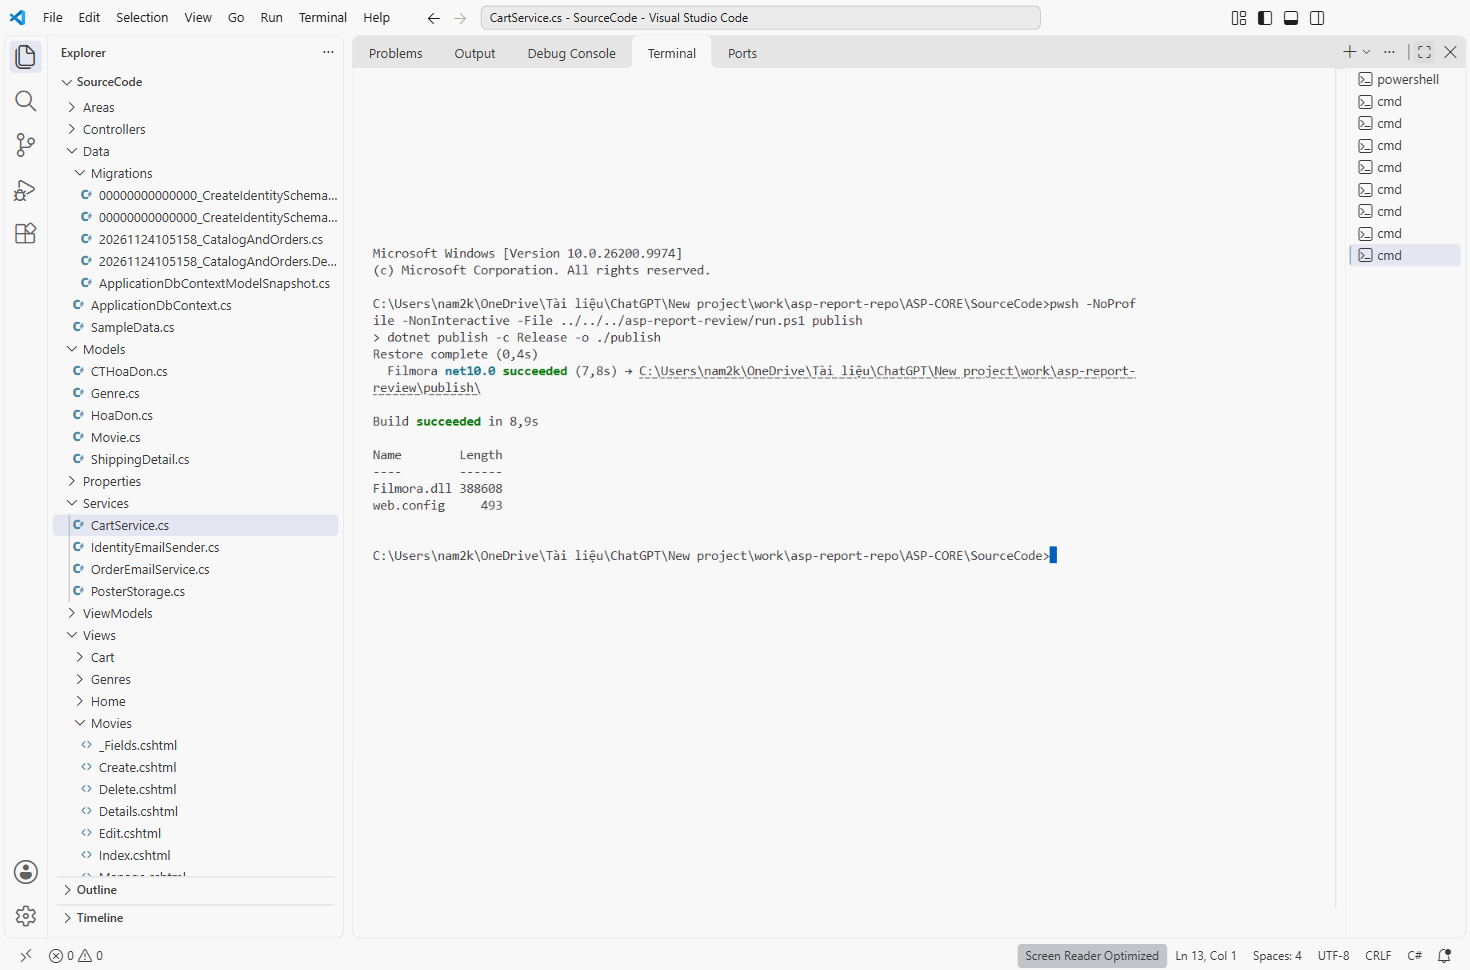 File Edit Selection View Go Run Terminal Help
CartService.cs - SourceCode - Visual Studio Code
Explorer
SourceCode
Areas
Controllers
Data
Migrations
00000000000000_CreateIdentitySchema...
00000000000000_CreateIdentitySchema...
20261124105158_CatalogAndOrders.cs
20261124105158_CatalogAndOrders.De...
ApplicationDbContextModelSnapshot.cs
ApplicationDbContext.cs
SampleData.cs
Models
CTHoaDon.cs
Genre.cs
HoaDon.cs
Movie.cs
ShippingDetail.cs
Properties
Services
CartService.cs
IdentityEmailSender.cs
OrderEmailService.cs
PosterStorage.cs
ViewModels
Views
Cart
Genres
Home
Movies
_Fields.cshtml
Create.cshtml
Delete.cshtml
Details.cshtml
Edit.cshtml
Index.cshtml
Outline
Timeline
Problems Output Debug Console Terminal Ports
Microsoft Windows [Version 10.0.26200.9974]
(c) Microsoft Corporation. All rights reserved.
C:\Users\nam2k\OneDrive\Tài liệu\ChatGPT\New project\work\asp-report-repo\ASP-CORE\SourceCode>pwsh -NoProf
ile -NonInteractive -File ../../../asp-report-review/run.ps1 publish
> dotnet publish -c Release -o ./publish
Restore complete (0,4s)
Filmora net10.0 succeeded (7,8s) → C:\Users\nam2k\OneDrive\Tài liệu\ChatGPT\New project\work\asp-report-
review\publish\
Build succeeded in 8,9s
Name Length
---- ------
Filmora.dll 388608
web.config 493
C:\Users\nam2k\OneDrive\Tài liệu\ChatGPT\New project\work\asp-report-repo\ASP-CORE\SourceCode>
powershell
cmd
cmd
cmd
cmd
cmd
cmd
cmd
cmd
0 0
Screen Reader Optimized Ln 13, Col 1 Spaces: 4 UTF-8 CRLF C#